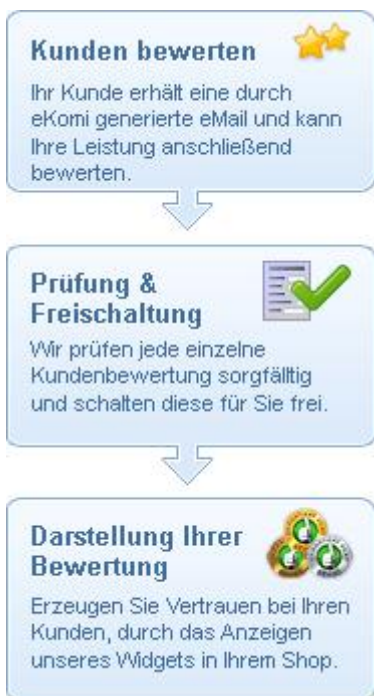 Kunden bewerten
Ihr Kunde erhält eine durch
eKomi generierte eMail und kann
Ihre Leistung anschließend
bewerten.
Prüfung &
Freischaltung
Wir prüfen jede einzelne
Kundenbewertung sorgfälltig
und schalten diese für Sie frei.
Darstellung Ihrer
Bewertung
Erzeugen Sie Vertrauen bei Ihren
Kunden, durch das Anzeigen
unseres Widgets in Ihrem Shop.